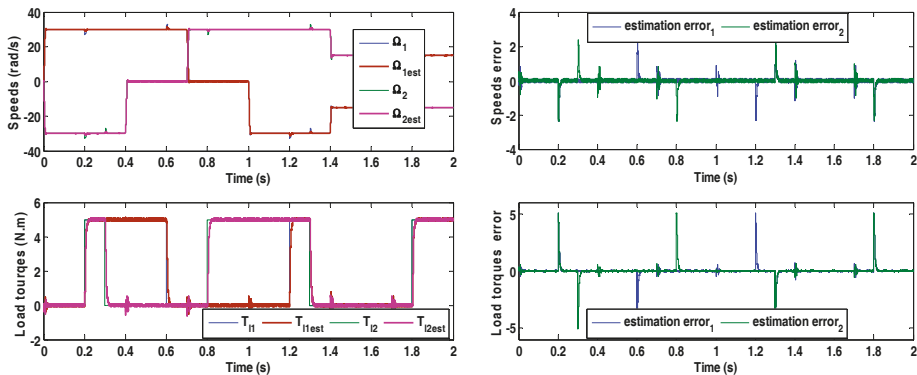 Speeds (rad/s)
40
20
0
-20
-40
0 0.2 0.4 0.6 0.8 1 1.2 1.4 1.6 1.8 2
Time (s)
Ω1
Ω1est
Ω2
Ω2est
Speeds error
4
2
0
-2
-4
0 0.2 0.4 0.6 0.8 1 1.2 1.4 1.6 1.8 2
Time (s)
estimation error1 estimation error2
Load tourqes (N.m)
6
4
2
0
-2
0 0.2 0.4 0.6 0.8 1 1.2 1.4 1.6 1.8 2
Time (s)
Tl1 Tl1est Tl2 Tl2est
Load torques error
5
0
-5
0 0.2 0.4 0.6 0.8 1 1.2 1.4 1.6 1.8 2
Time (s)
estimation error1 estimation error2